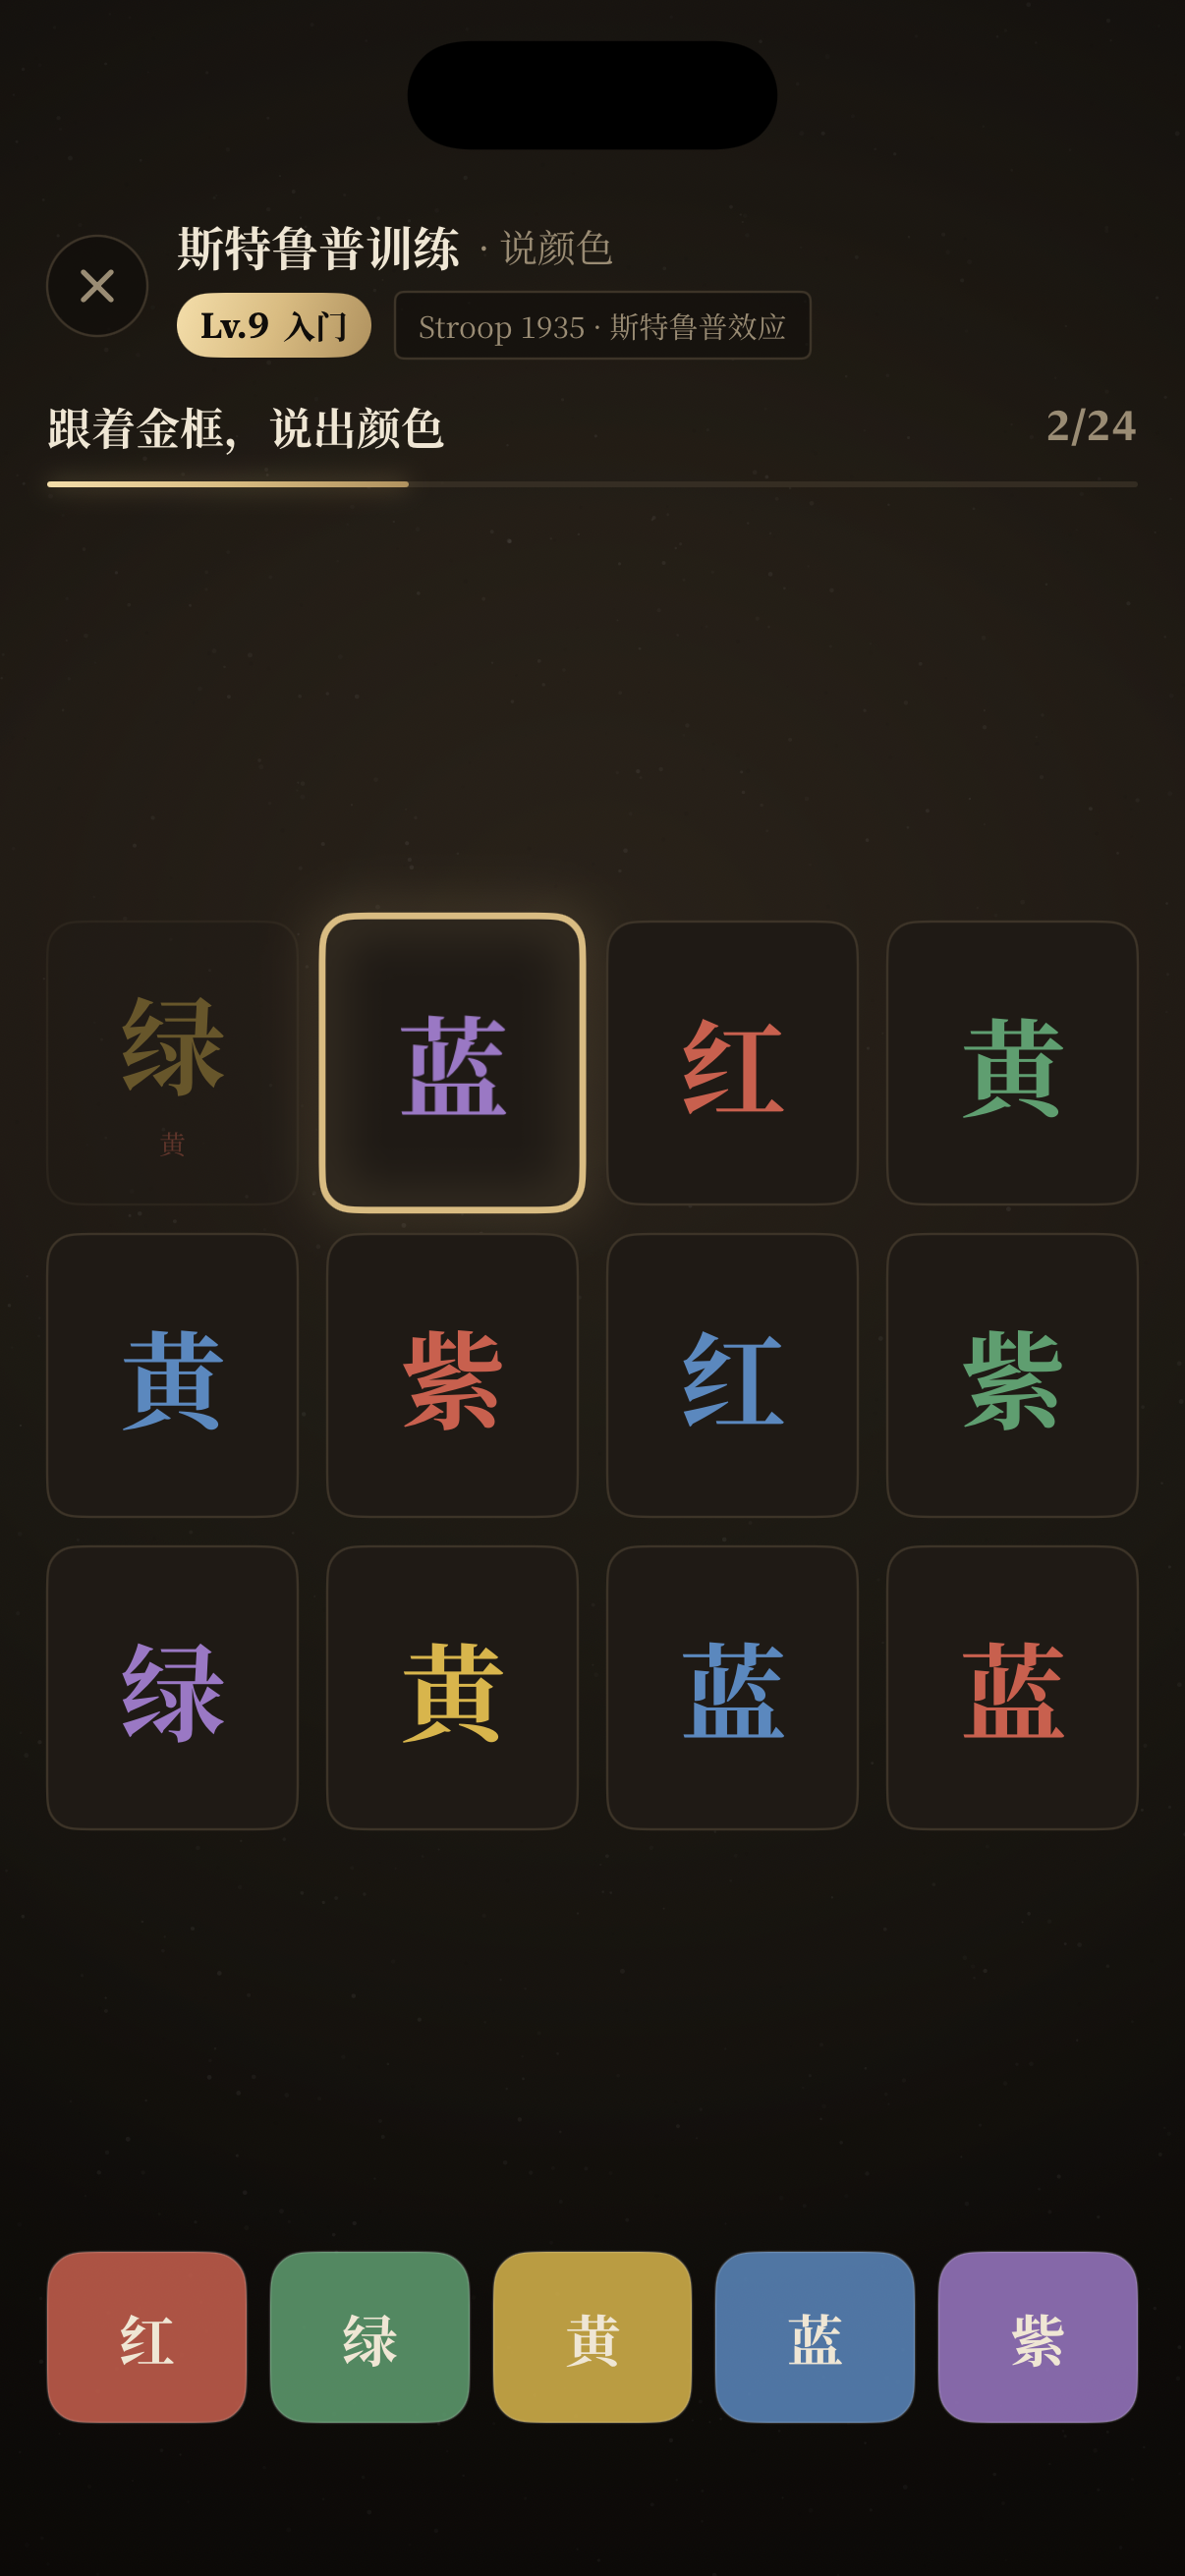 斯特鲁普训练 · 说颜色
Lv.9 入门
Stroop 1935 · 斯特鲁普效应
跟着金框，说出颜色
2/24
绿 蓝 红 黄
黄
黄 紫 红 紫
绿 黄 蓝 蓝
红 绿 黄 蓝 紫